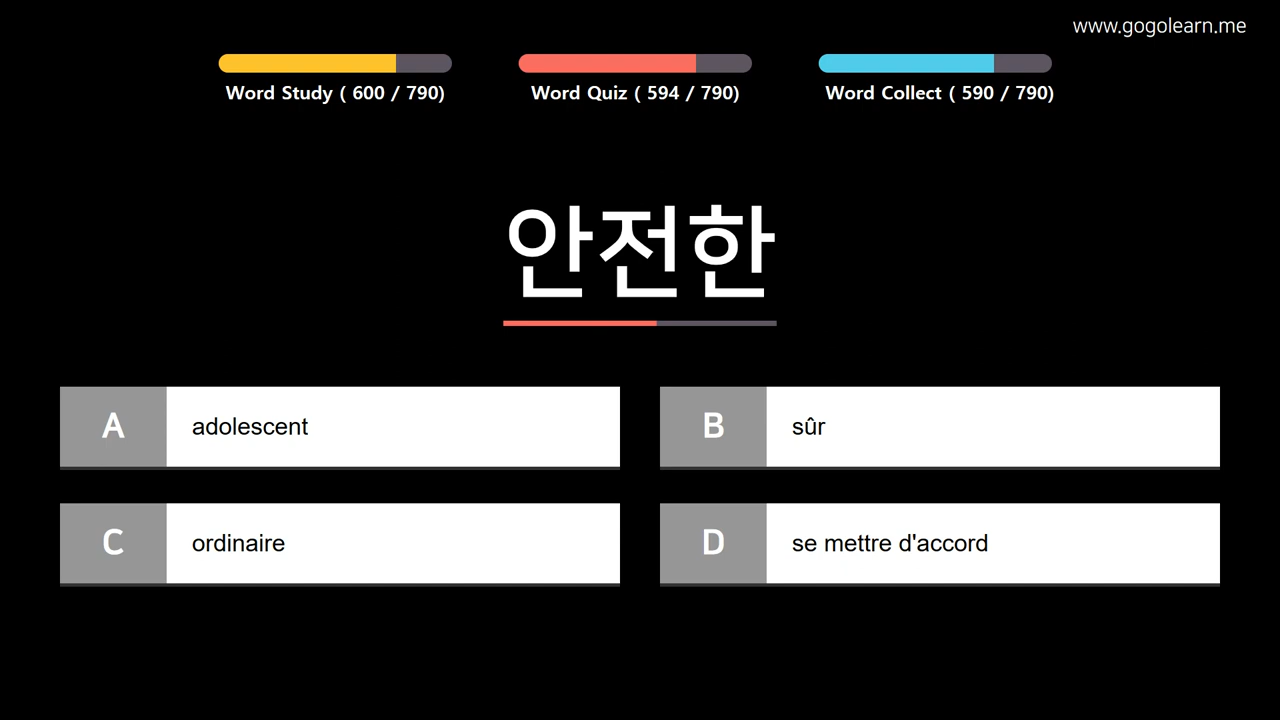 www.gogolearn.me
Word Study ( 600 / 790)
Word Quiz ( 594 / 790)
Word Collect ( 590 / 790)
안전한
A adolescent
B sûr
C ordinaire
D se mettre d'accord